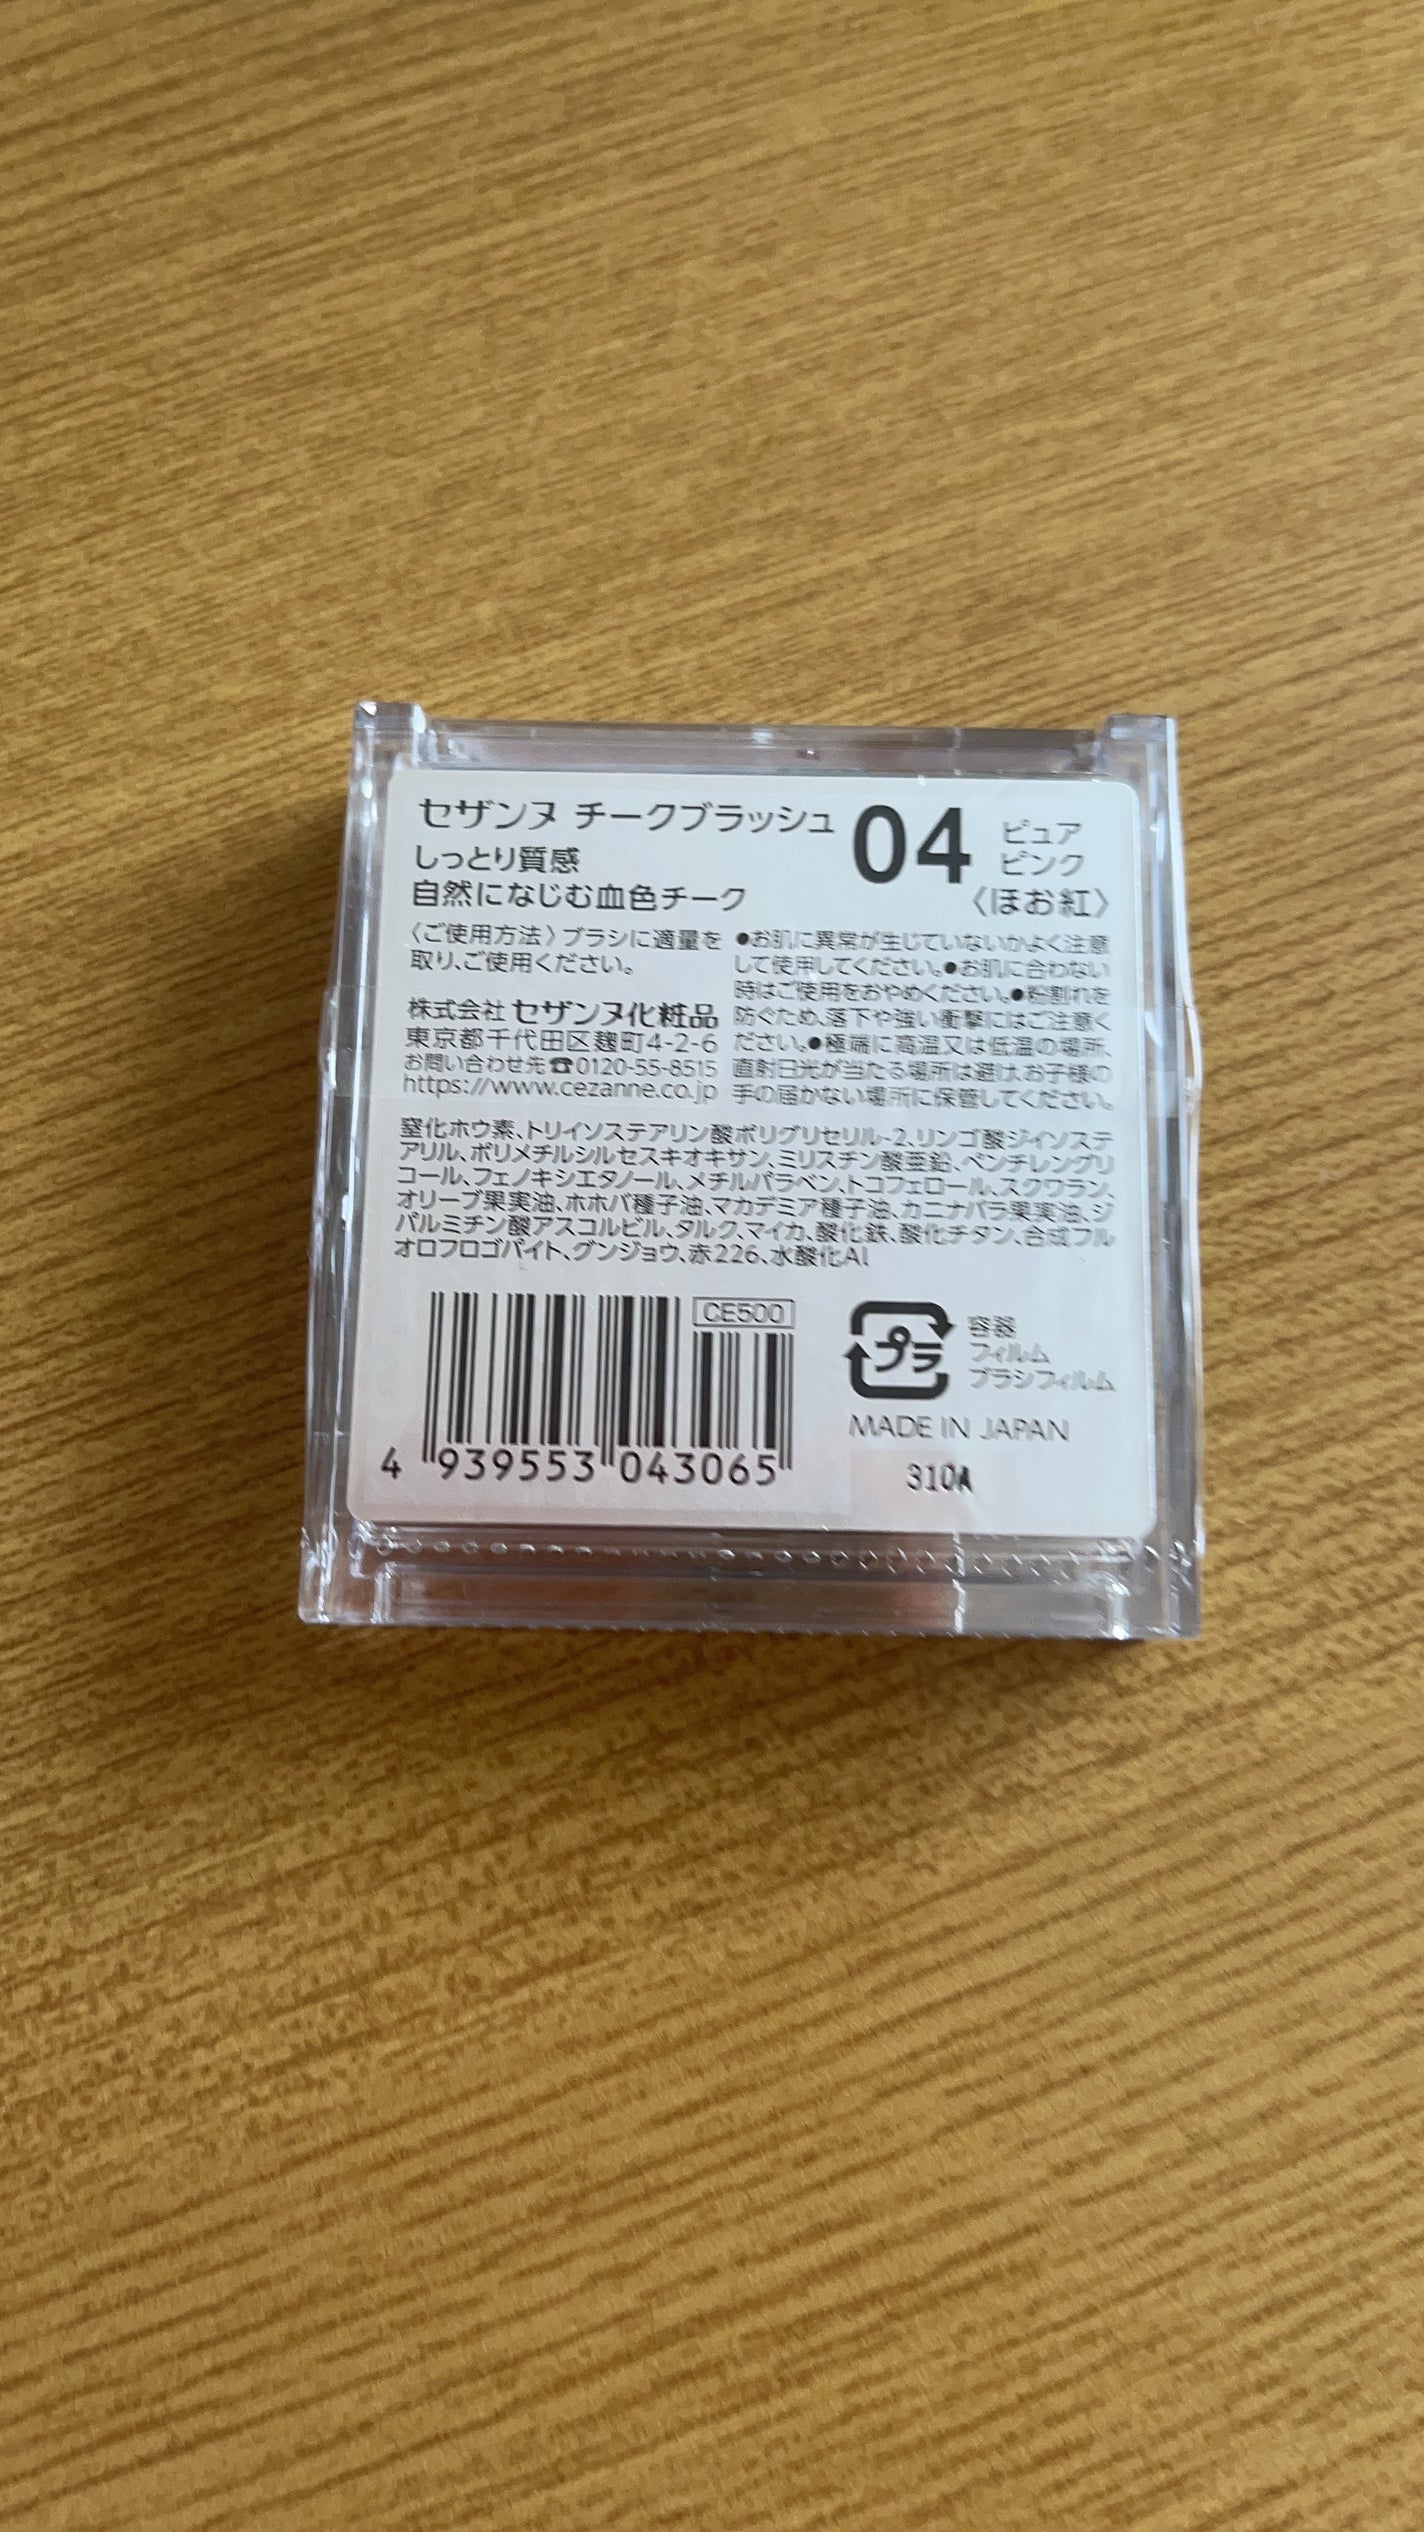 セザンヌ チークブラッシュ
しっとり質感
自然になじむ血色チーク
04 ピュア
ピンク
〈ほお紅〉
〈ご使用方法〉ブラシに適量を
取り、ご使用ください。
株式会社 セザンヌ化粧品
東京都千代田区麹町4-2-6
お問い合わせ先☎0120-55-8515
https://www.cezanne.co.jp
●お肌に異常が生じていないかよく注意
して使用してください。●お肌に合わない
時はご使用をおやめください。●粉割れを
防ぐため、落下や強い衝撃にはご注意く
ださい。●極端に高温又は低温の場所、
直射日光が当たる場所は避け、お子様の
手の届かない場所に保管してください。
窒化ホウ素、トリイソステアリン酸ポリグリセリル-2、リンゴ酸ジイソステ
アリル、ポリメチルシルセスキオキサン、ミリスチン酸亜鉛、ペンチレングリ
コール、フェノキシエタノール、メチルパラベン、トコフェロール、スクワラン、
オリーブ果実油、ホホバ種子油、マカデミア種子油、カニナバラ果実油、ジ
パルミチン酸アスコルビル、タルク、マイカ、酸化鉄、酸化チタン、合成フル
オロフロゴパイト、グンジョウ、赤226、水酸化Al
CE500
4 939553 043065
プラ
容器
フィルム
ブラシフィルム
MADE IN JAPAN
310A